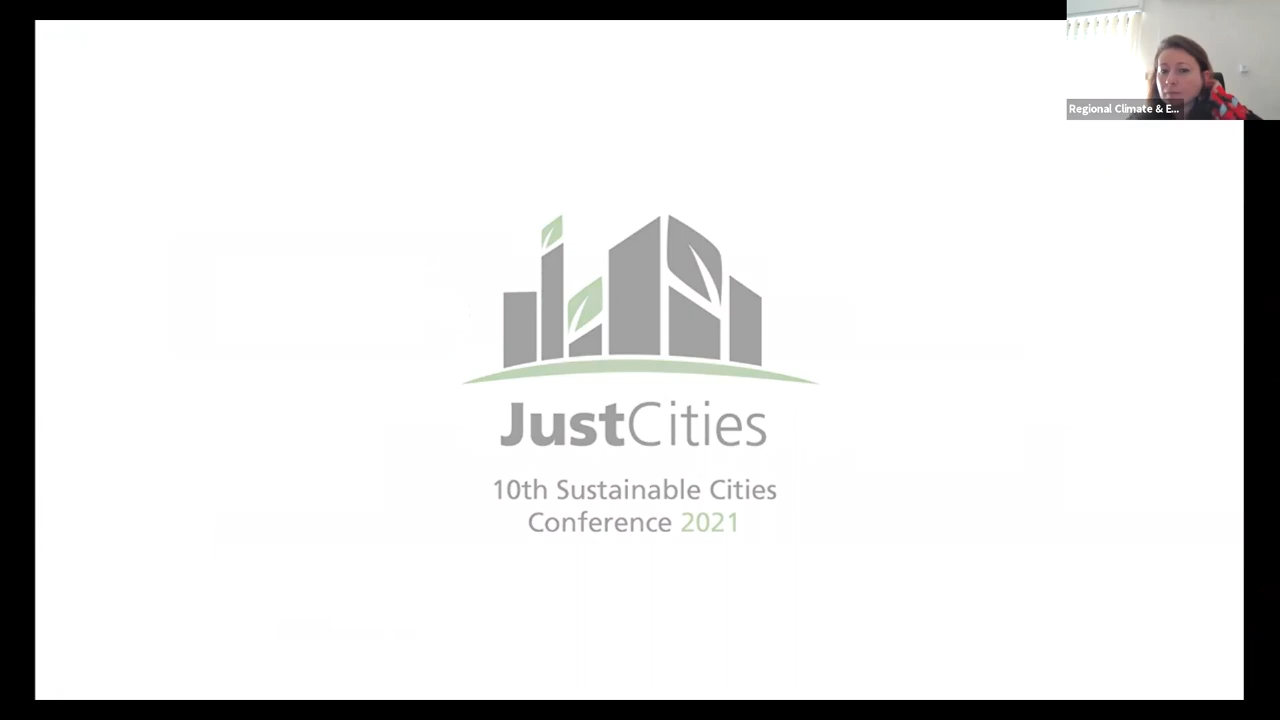 Regional Climate & E...
JustCities
10th Sustainable Cities
Conference 2021